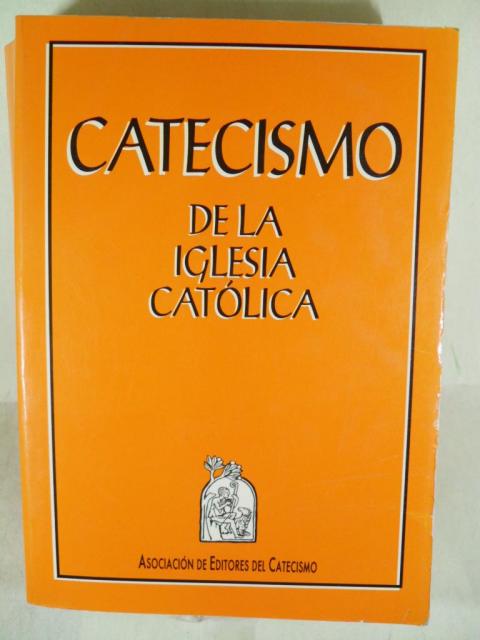 CATECISMO
DE LA
IGLESIA
CATÓLICA
ASOCIACIÓN DE EDITORES DEL CATECISMO